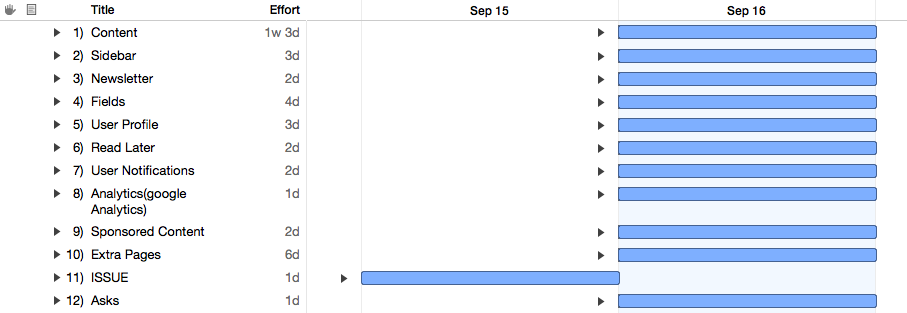 Title Effort Sep 15 Sep 16
1) Content 1w 3d
2) Sidebar 3d
3) Newsletter 2d
4) Fields 4d
5) User Profile 3d
6) Read Later 2d
7) User Notifications 2d
8) Analytics(google 1d
Analytics)
9) Sponsored Content 2d
10) Extra Pages 6d
11) ISSUE 1d
12) Asks 1d